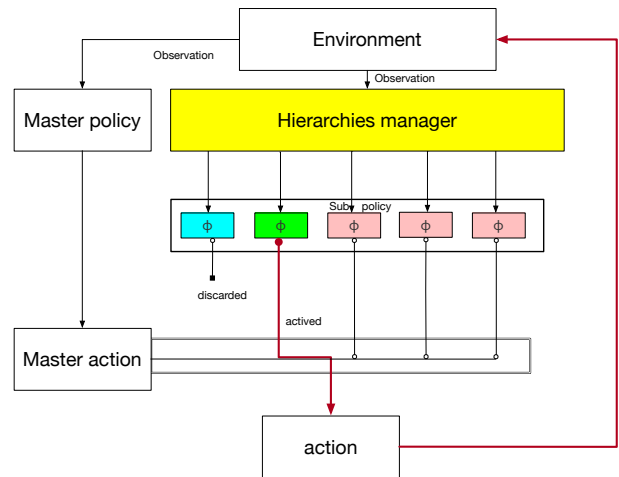 Environment
Observation
Observation
Master policy
Hierarchies manager
Sub policy
ϕ ϕ ϕ ϕ ϕ
discarded
actived
Master action
action